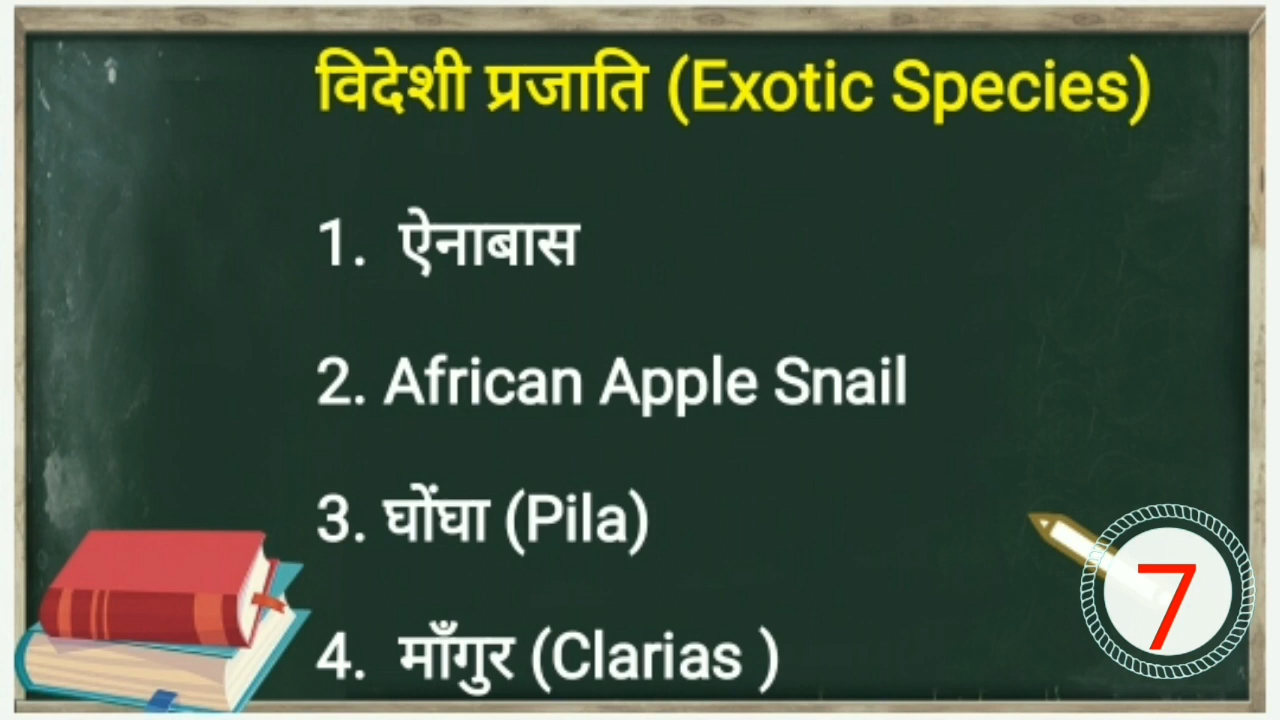 विदेशी प्रजाति (Exotic Species)
1. ऐनाबास
2. African Apple Snail
3. घोंघा (Pila)
4. माँगुर (Clarias )
7